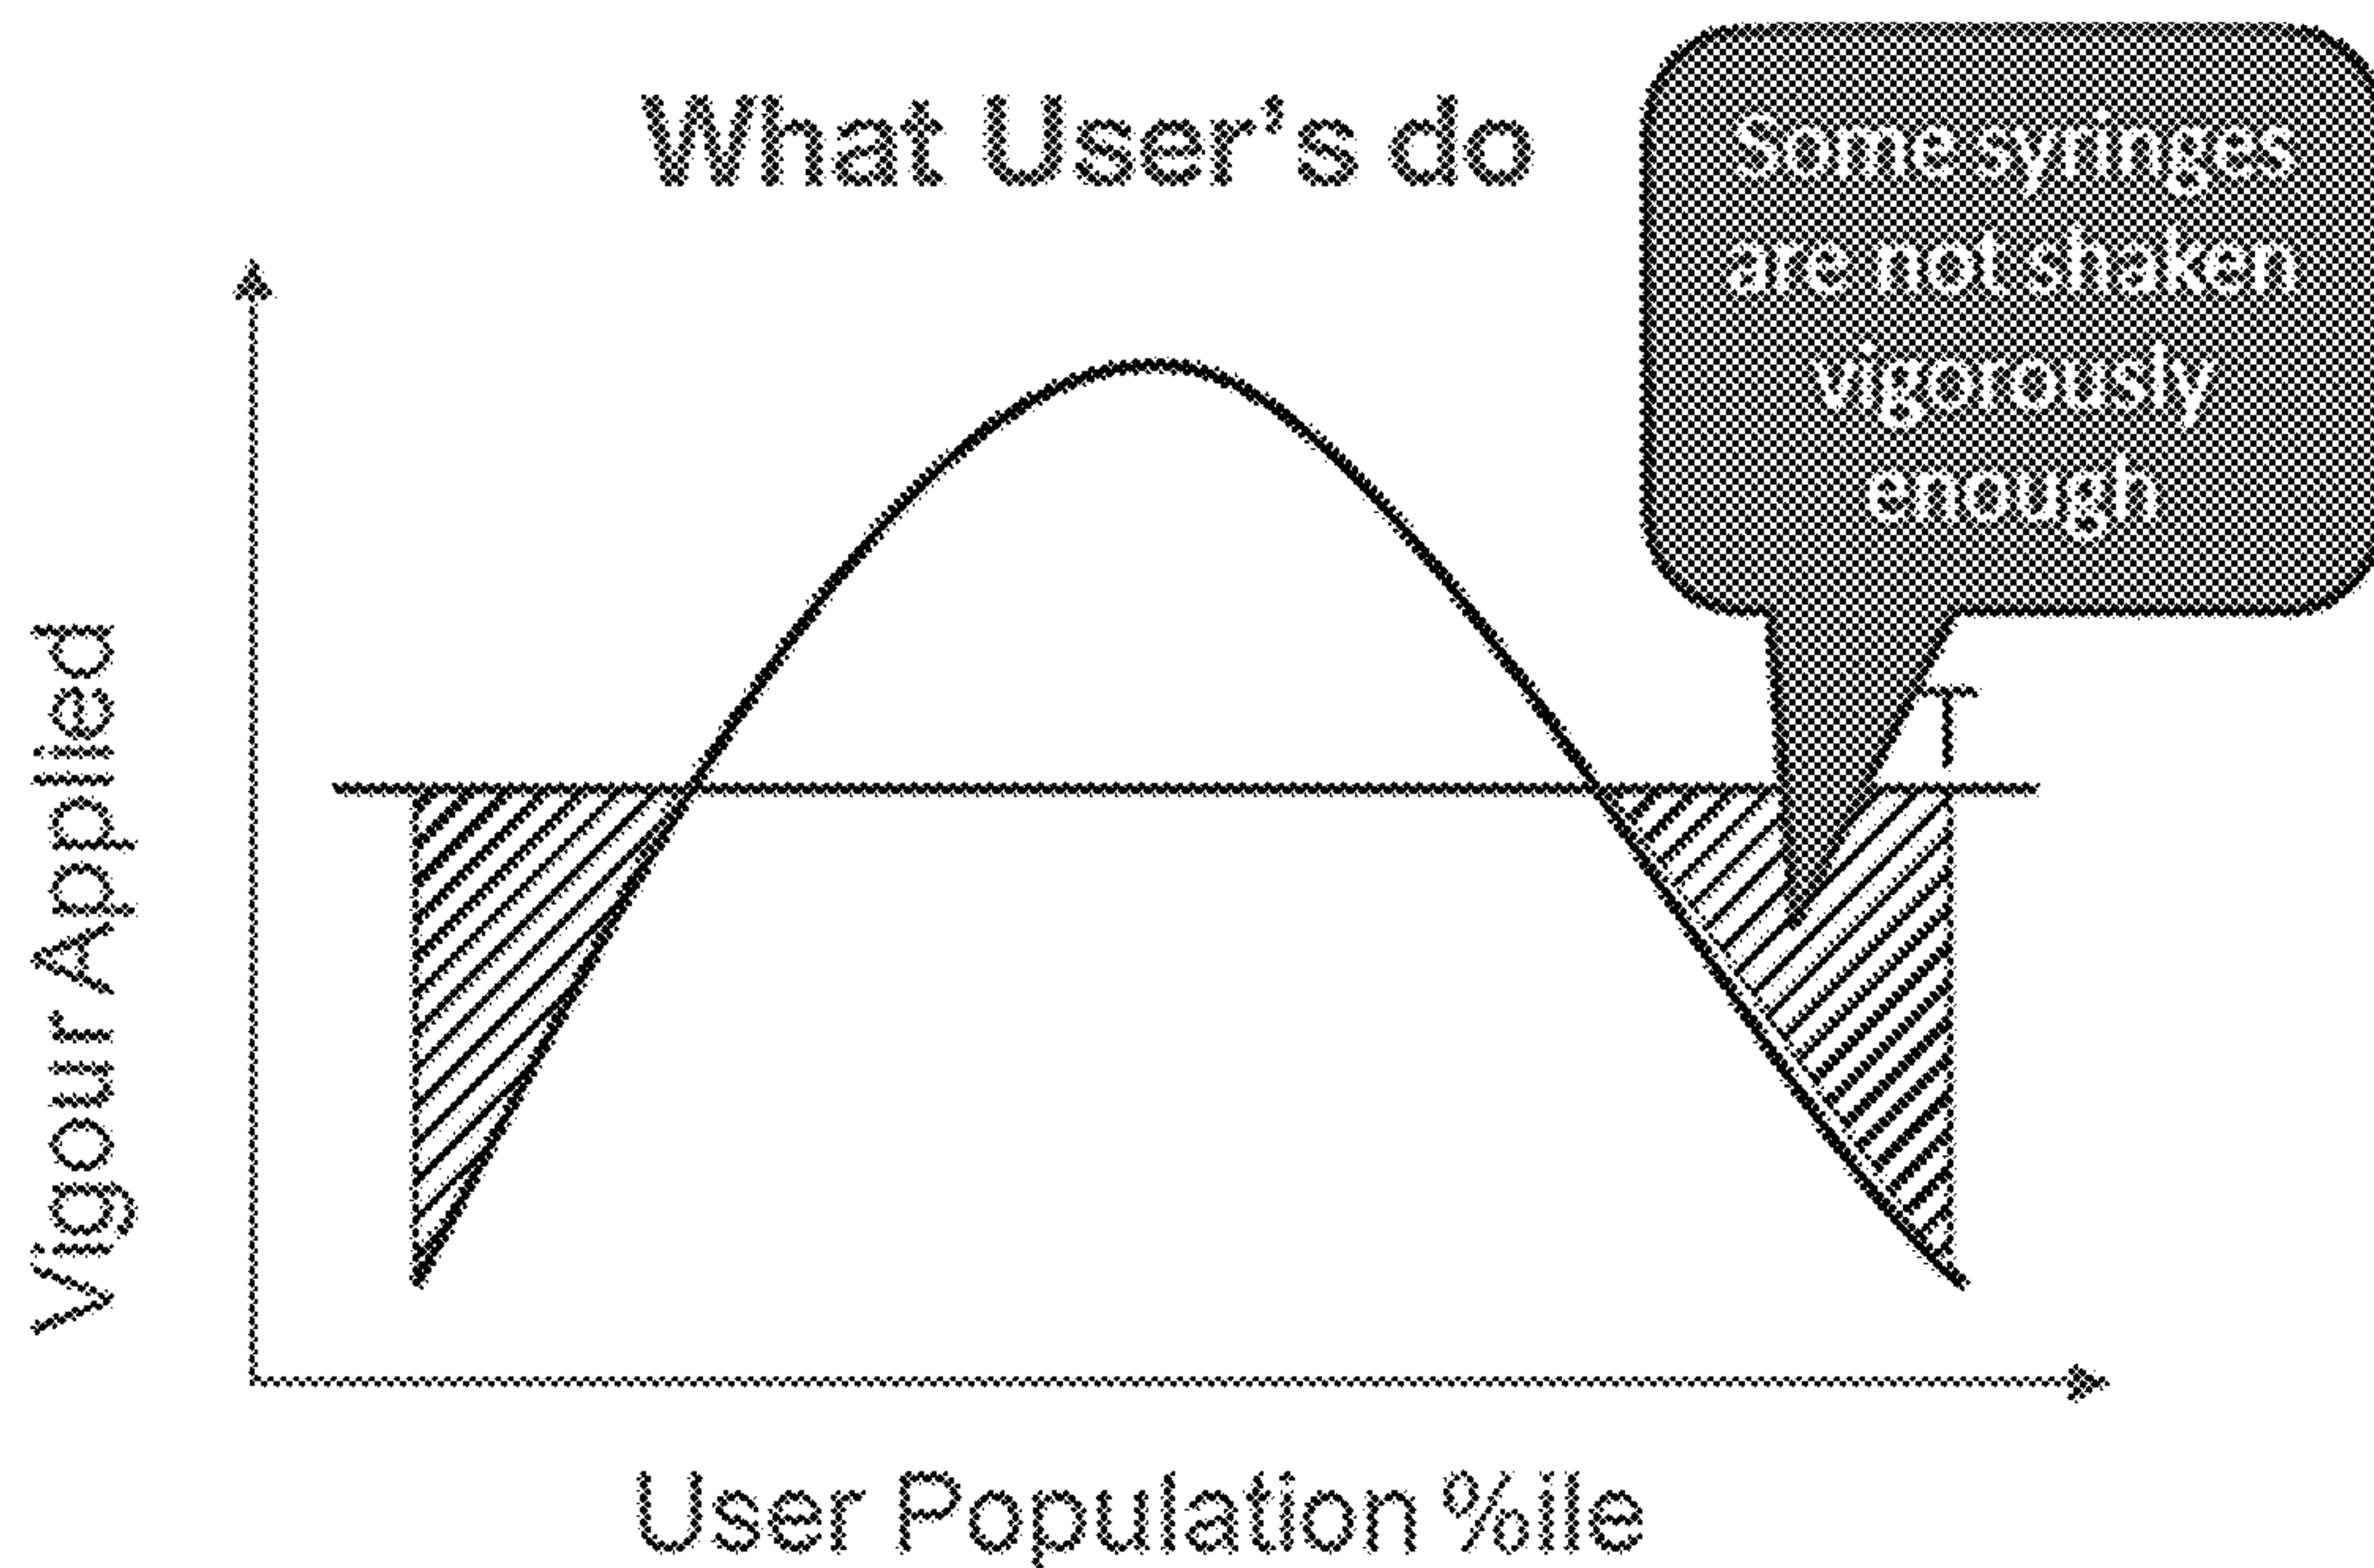 What User's do
Some syringes
are not shaken
vigorously
enough
Vigour Applied
User Population %ile